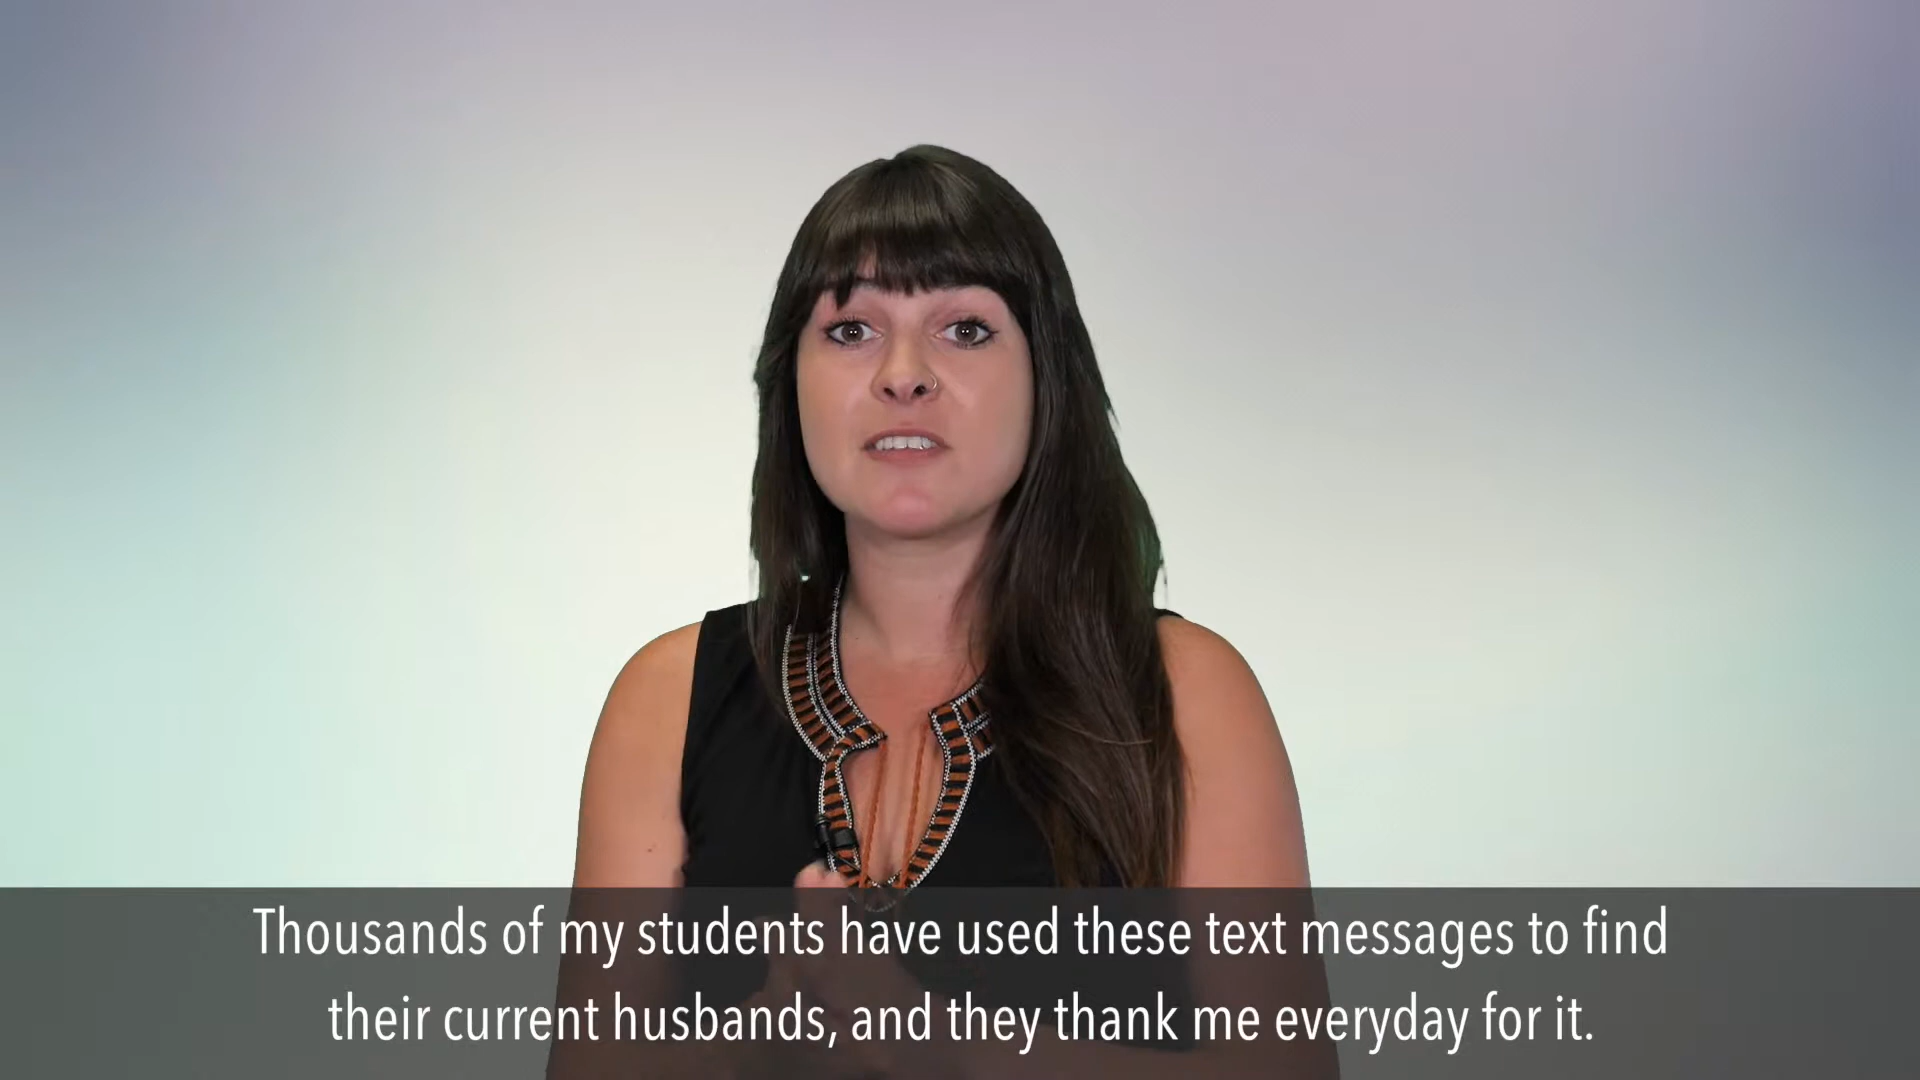 Thousands of my students have used these text messages to find
their current husbands, and they thank me everyday for it.